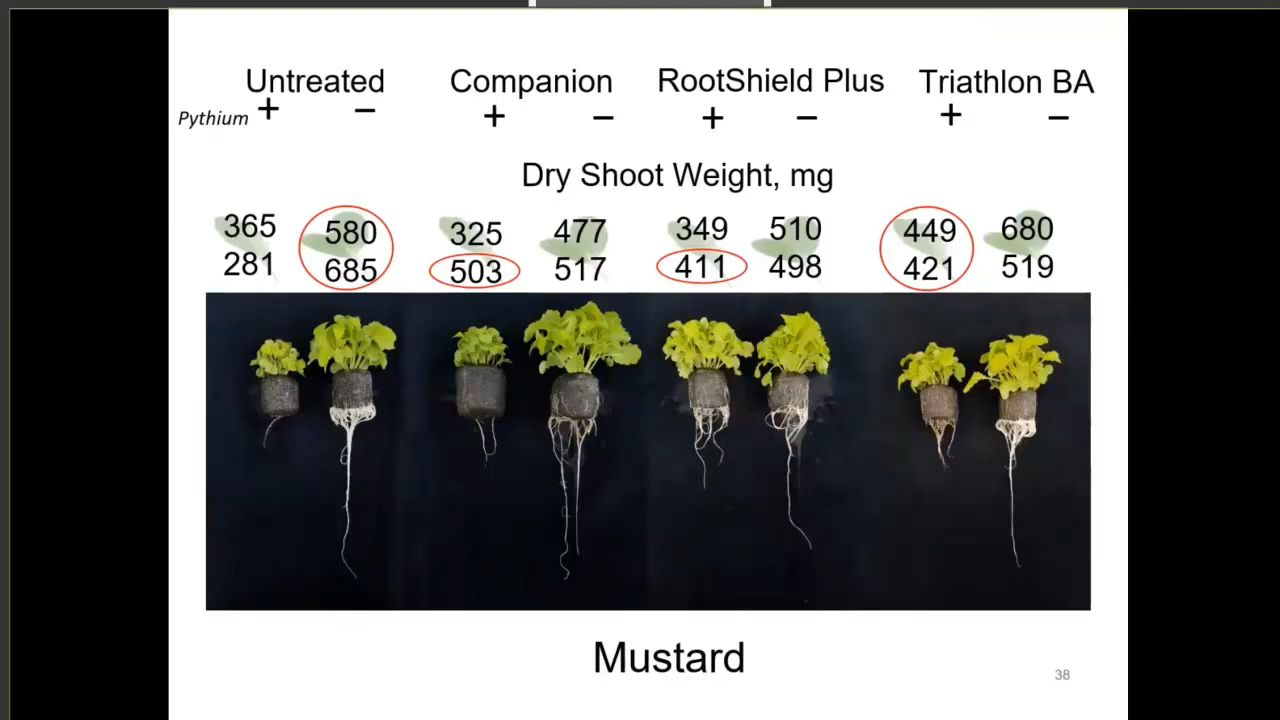 Untreated Companion RootShield Plus Triathlon BA
Pythium + − + − + − + −
Dry Shoot Weight, mg
365 580 325 477 349 510 449 680
281 685 503 517 411 498 421 519
Mustard
38